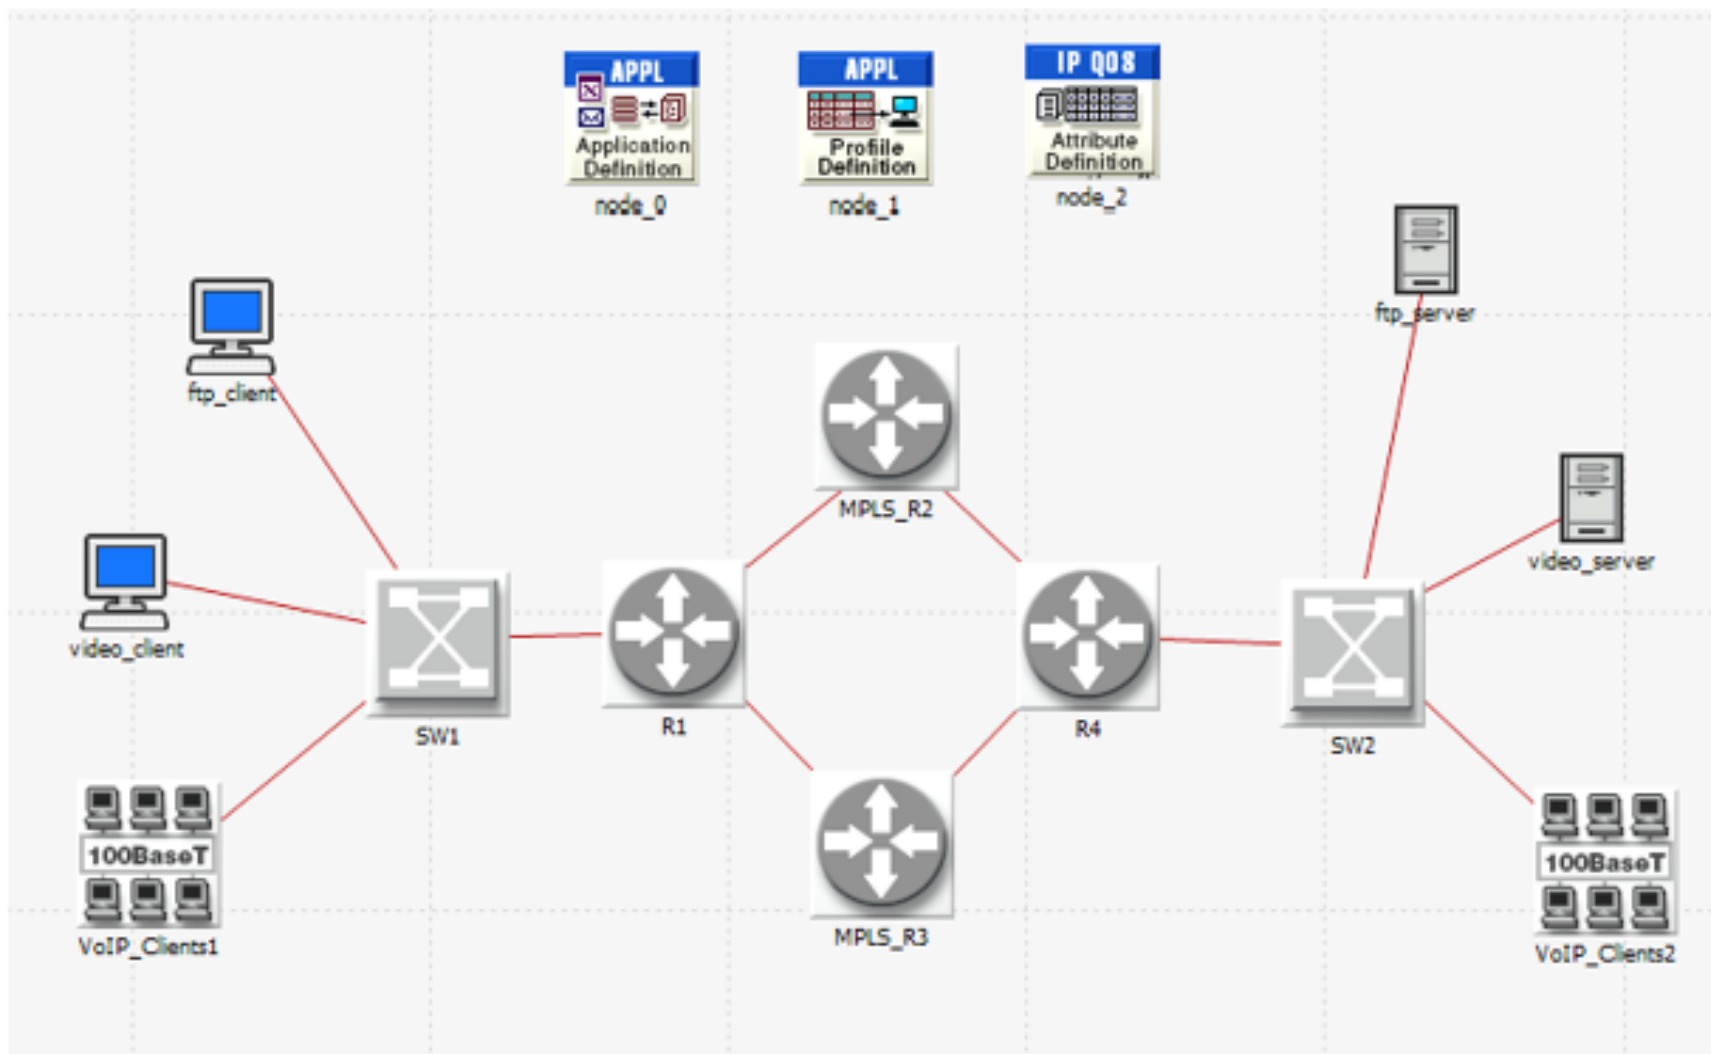 APPL
Application
Definition
node_0
APPL
Profiile
Definition
node_1
IP QOS
Attribute
Definition
node_2
ftp_server
ftp_client
MPLS_R2
video_server
video_client
SW1
R1
R4
SW2
100BaseT
VoIP_Clients1
MPLS_R3
100BaseT
VoIP_Clients2